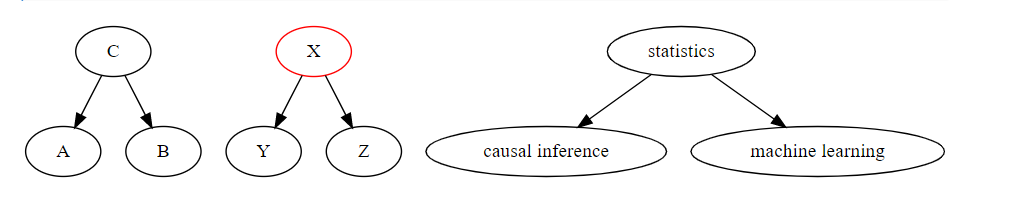 C
X
statistics
A
B
Y
Z
causal inference
machine learning